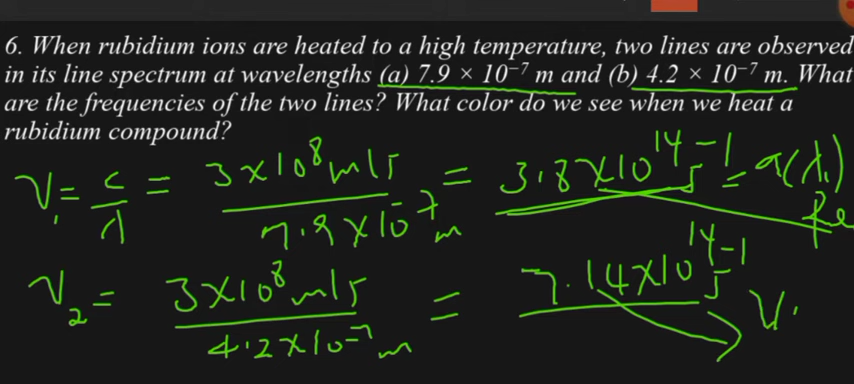 6. When rubidium ions are heated to a high temperature, two lines are observed
in its line spectrum at wavelengths (a) 7.9 × 10⁻⁷ m and (b) 4.2 × 10⁻⁷ m. What
are the frequencies of the two lines? What color do we see when we heat a
rubidium compound?
ν₁ = c/λ = 3×10⁸ m/s / 7.9×10⁻⁷ m = 3.8×10¹⁴ s⁻¹ = a(λ₁)
Re
ν₂ = 3×10⁸ m/s / 4.2×10⁻⁷ m = 7.14×10¹⁴ s⁻¹
V.